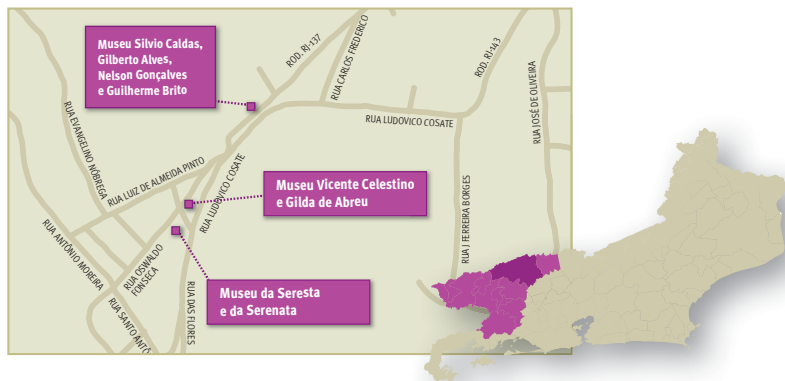 Museu Silvio Caldas,
Gilberto Alves,
Nelson Gonçalves
e Guilherme Brito
ROD. RJ-137
RUA CARLOS FREDERICO
ROD. RJ-143
RUA JOSÉ DE OLIVEIRA
RUA LUDOVICO COSATE
RUA EVANGELINO NÓBREGA
RUA LUIZ DE ALMEIDA PINTO
RUA LUDOVICO COSATE
Museu Vicente Celestino
e Gilda de Abreu
RUA J FERREIRA BORGES
RUA ANTÔNIO MOREIRA
RUA OSWALDO
FONSECA
Museu da Seresta
e da Serenata
RUA DAS FLORES
RUA SANTO ANTÔ